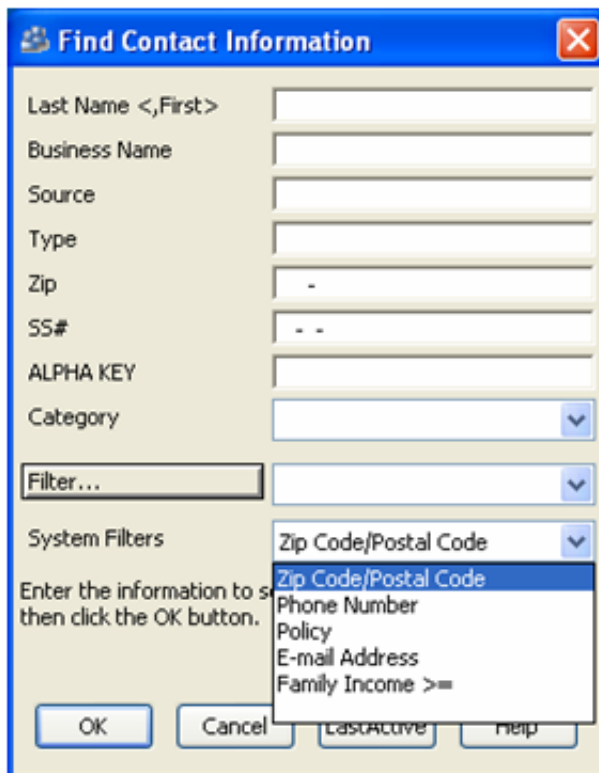 Find Contact Information
Last Name <,First>
Business Name
Source
Type
Zip -
SS# - -
ALPHA KEY
Category
Filter...
System Filters Zip Code/Postal Code
Zip Code/Postal Code
Enter the information to
Phone Number
then click the OK button.
Policy
E-mail Address
Family Income >=
OK Cancel LastActive Help